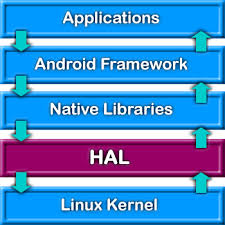 Applications
Android Framework
Native Libraries
HAL
Linux Kernel